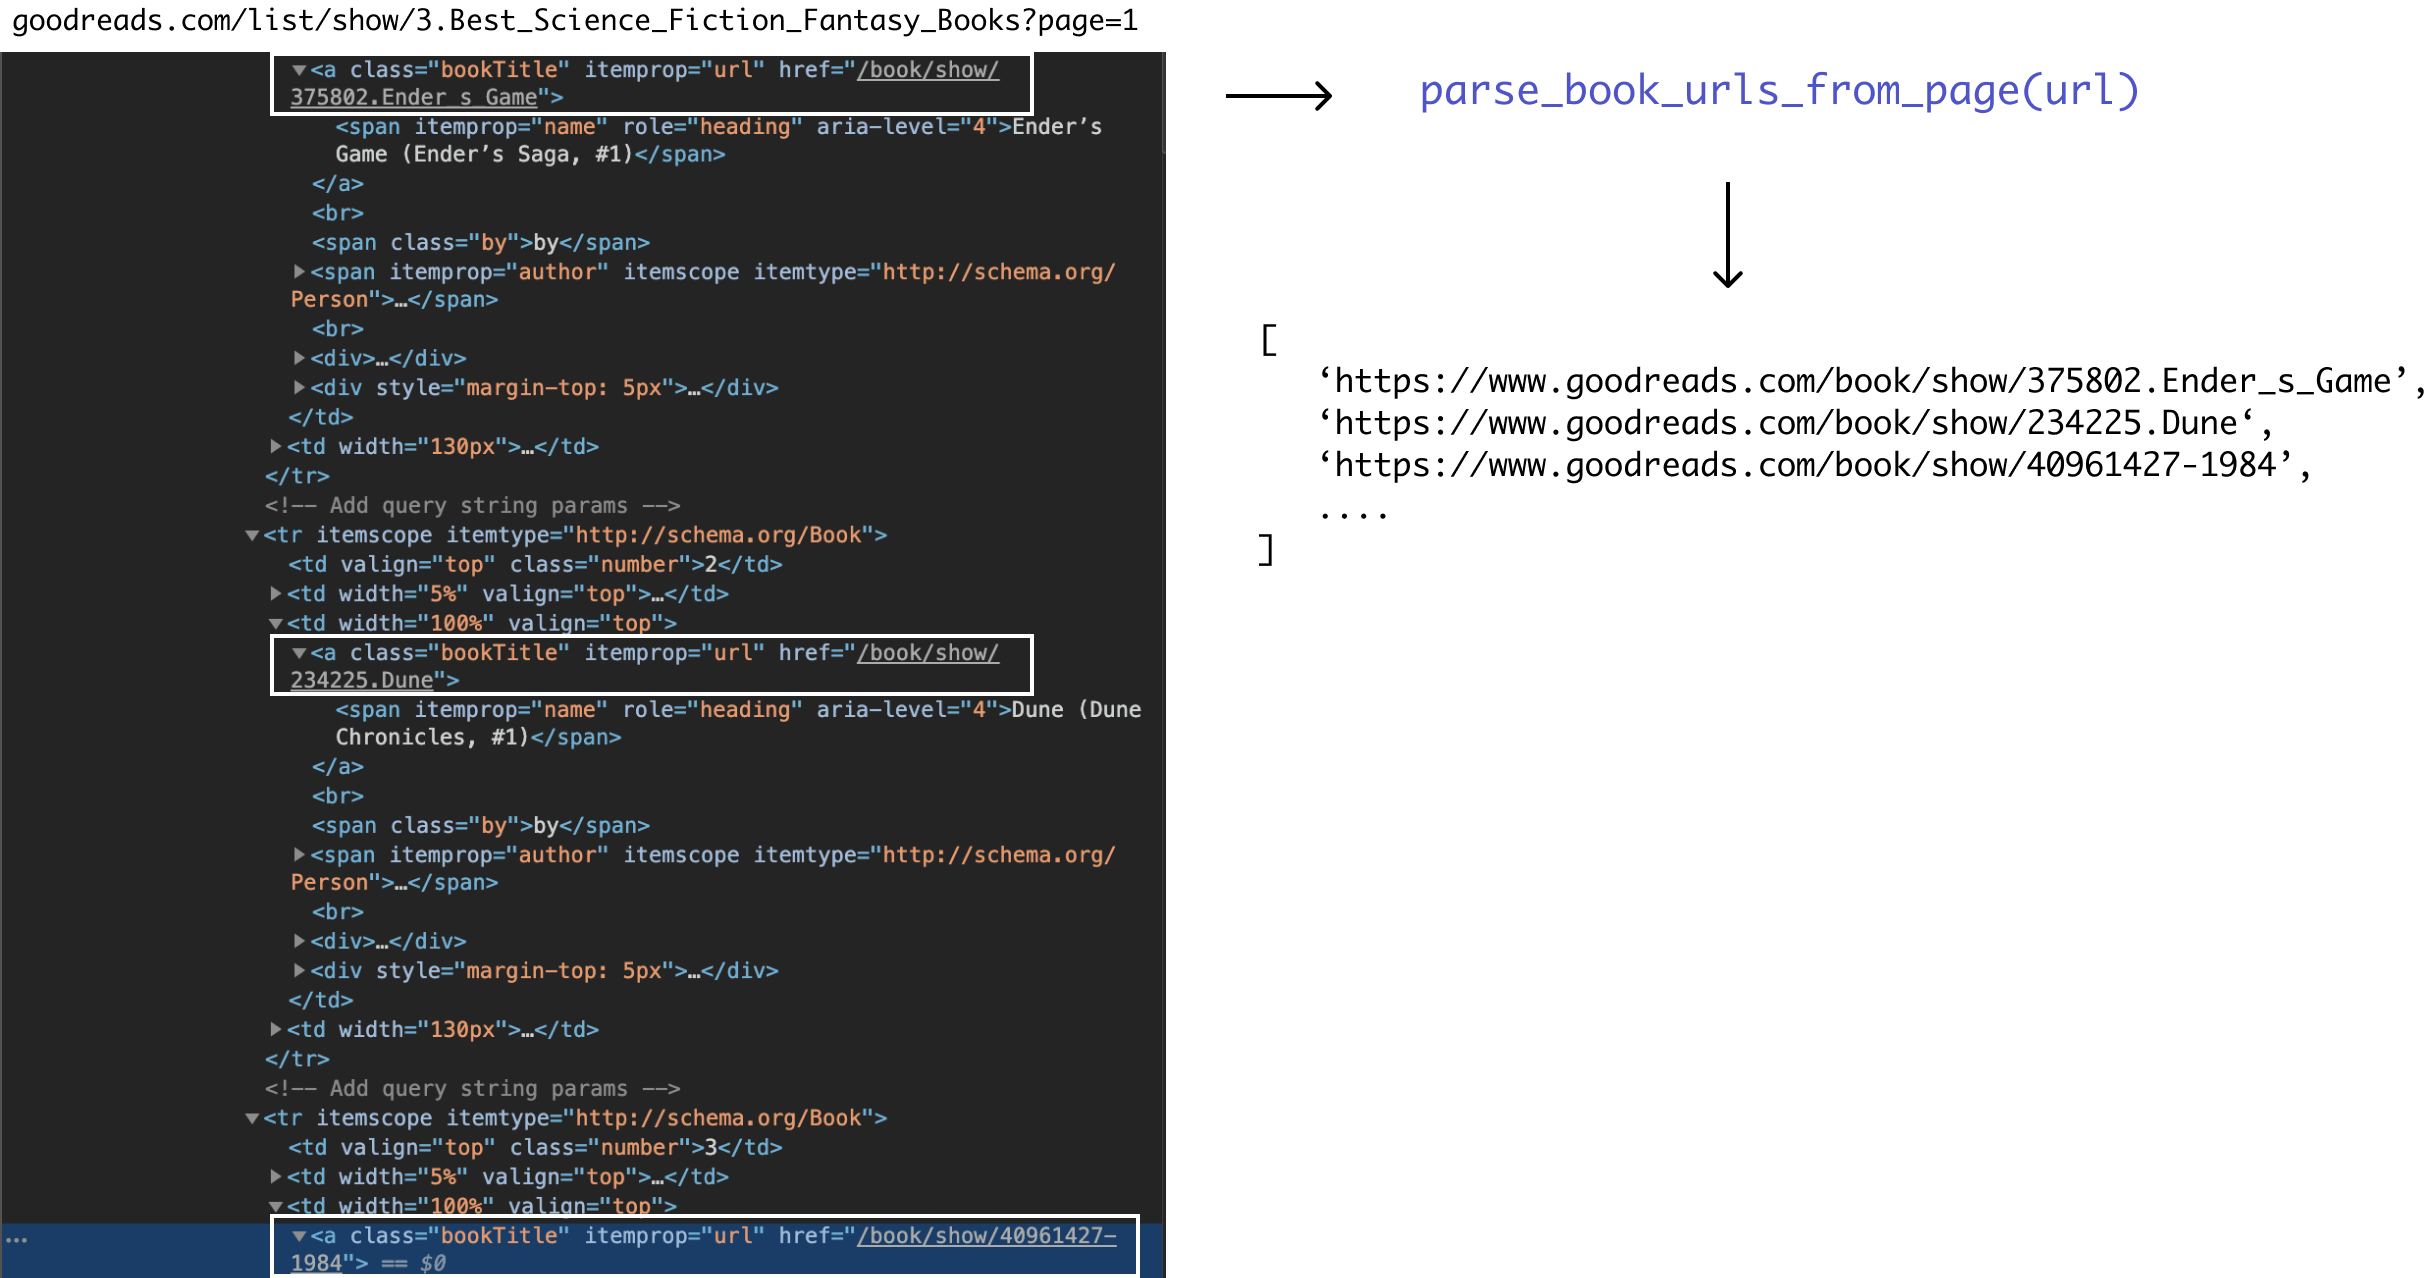 goodreads.com/list/show/3.Best_Science_Fiction_Fantasy_Books?page=1
▼<a class="bookTitle" itemprop="url" href="/book/show/
375802.Ender_s_Game">
<span itemprop="name" role="heading" aria-level="4">Ender’s
Game (Ender’s Saga, #1)</span>
</a>
<br>
<span class="by">by</span>
▶<span itemprop="author" itemscope itemtype="http://schema.org/
Person">…</span>
<br>
▶<div>…</div>
▶<div style="margin-top: 5px">…</div>
</td>
▶<td width="130px">…</td>
</tr>
<!-- Add query string params -->
▼<tr itemscope itemtype="http://schema.org/Book">
<td valign="top" class="number">2</td>
▶<td width="5%" valign="top">…</td>
▼<td width="100%" valign="top">
▼<a class="bookTitle" itemprop="url" href="/book/show/
234225.Dune">
<span itemprop="name" role="heading" aria-level="4">Dune (Dune
Chronicles, #1)</span>
</a>
<br>
<span class="by">by</span>
▶<span itemprop="author" itemscope itemtype="http://schema.org/
Person">…</span>
<br>
▶<div>…</div>
▶<div style="margin-top: 5px">…</div>
</td>
▶<td width="130px">…</td>
</tr>
<!-- Add query string params -->
▼<tr itemscope itemtype="http://schema.org/Book">
<td valign="top" class="number">3</td>
▶<td width="5%" valign="top">…</td>
▼<td width="100%" valign="top">
… ▼<a class="bookTitle" itemprop="url" href="/book/show/40961427-
1984"> == $0
parse_book_urls_from_page(url)
[
‘https://www.goodreads.com/book/show/375802.Ender_s_Game’,
‘https://www.goodreads.com/book/show/234225.Dune‘,
‘https://www.goodreads.com/book/show/40961427-1984’,
....
]